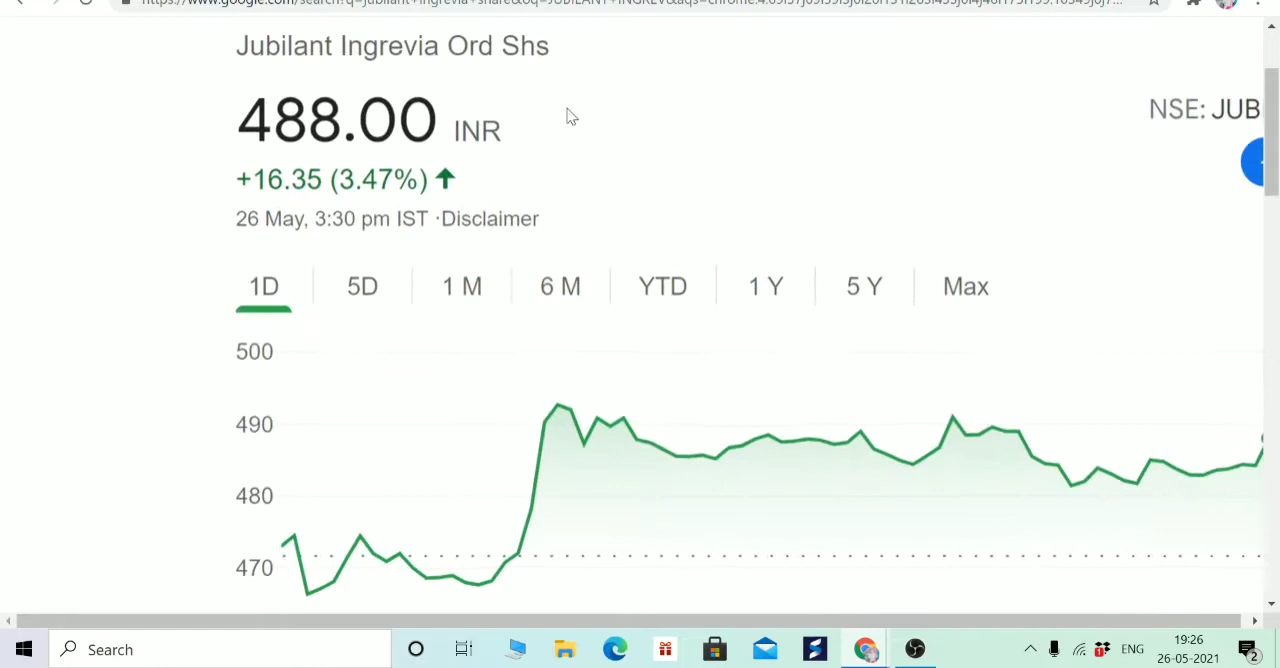 Jubilant Ingrevia Ord Shs
488.00 INR
NSE: JUB
+16.35 (3.47%)
26 May, 3:30 pm IST ·Disclaimer
1D 5D 1 M 6 M YTD 1 Y 5 Y Max
500
490
480
470
Search
ENG
19:26
26-05-2021
2